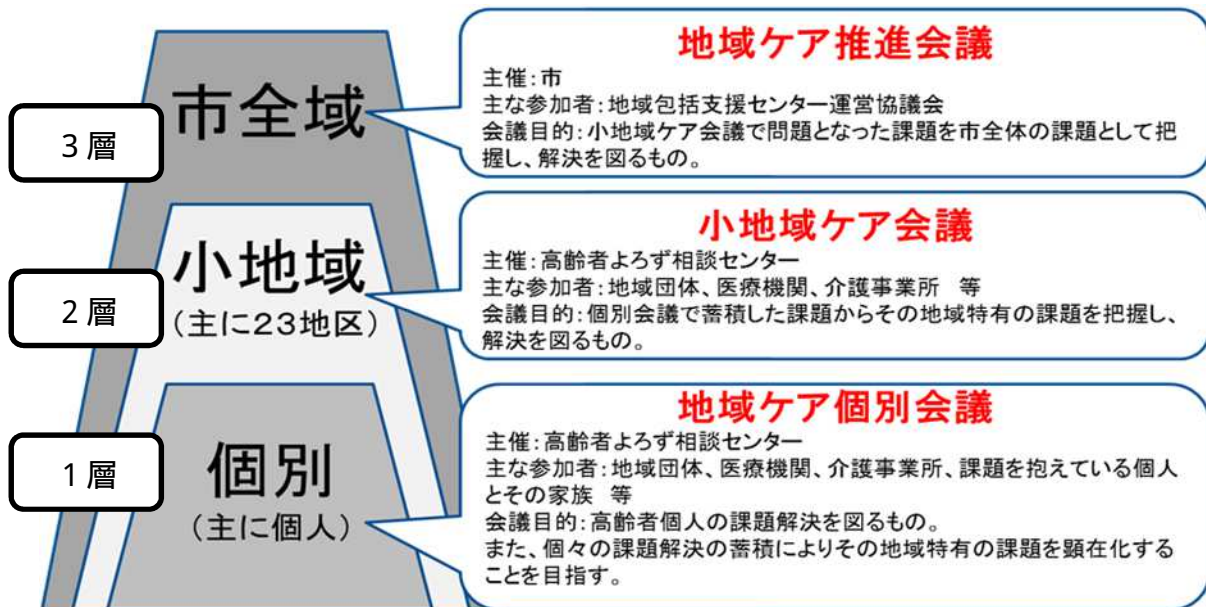 3層
市全域
地域ケア推進会議
主催:市
主な参加者:地域包括支援センター運営協議会
会議目的:小地域ケア会議で問題となった課題を市全体の課題として把
握し、解決を図るもの。
2層
小地域
(主に23地区)
小地域ケア会議
主催:高齢者よろず相談センター
主な参加者:地域団体、医療機関、介護事業所 等
会議目的:個別会議で蓄積した課題からその地域特有の課題を把握し、
解決を図るもの。
1層
個別
(主に個人)
地域ケア個別会議
主催:高齢者よろず相談センター
主な参加者:地域団体、医療機関、介護事業所、課題を抱えている個人
とその家族 等
会議目的:高齢者個人の課題解決を図るもの。
また、個々の課題解決の蓄積によりその地域特有の課題を顕在化する
ことを目指す。